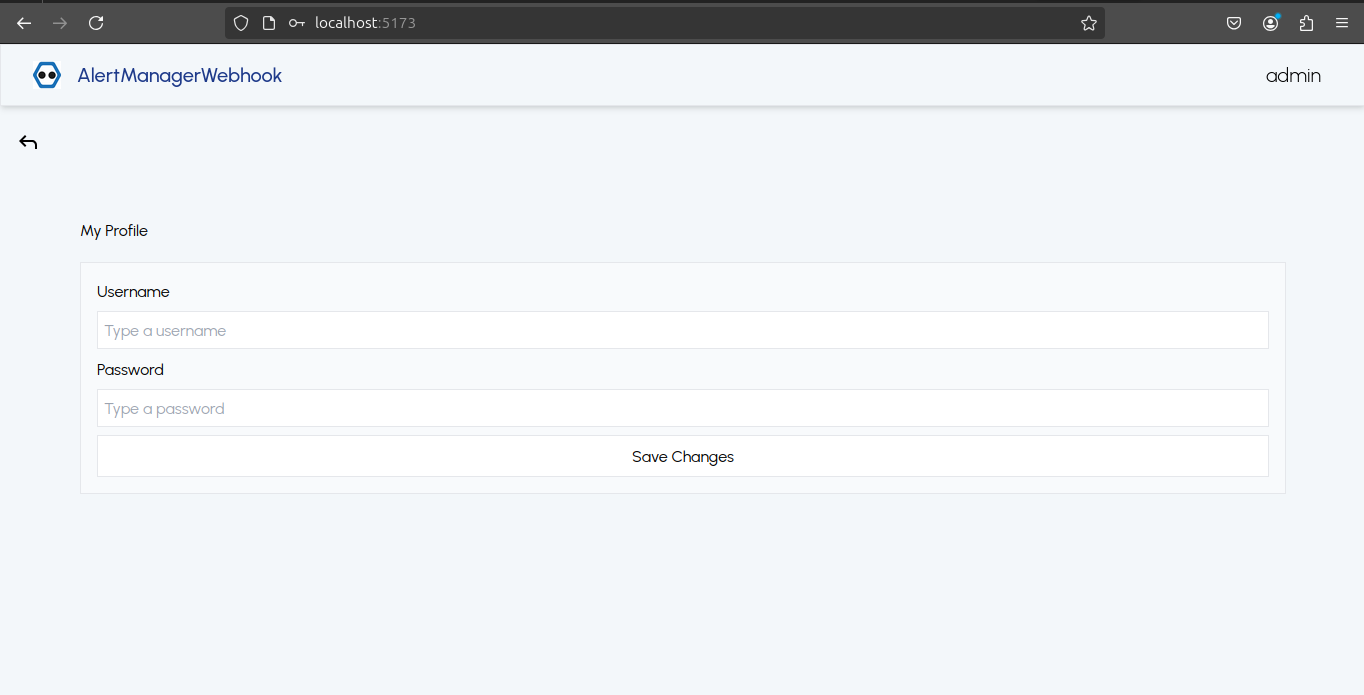 localhost:5173
AlertManagerWebhook
admin
My Profile
Username
Type a username
Password
Type a password
Save Changes